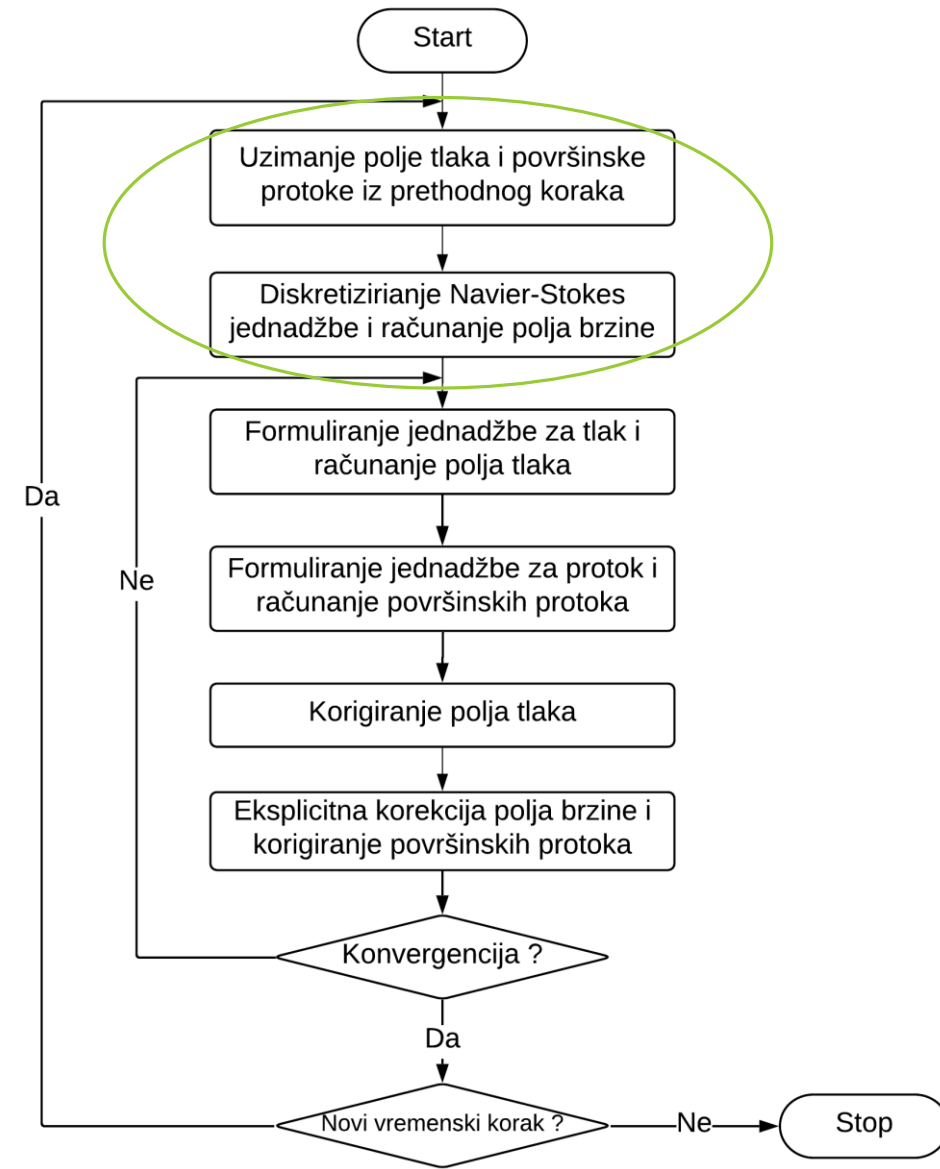 Start
Uzimanje polje tlaka i površinske
protoke iz prethodnog koraka
Diskretizirianje Navier-Stokes
jednadžbe i računanje polja brzine
Formuliranje jednadžbe za tlak i
računanje polja tlaka
Da
Ne
Formuliranje jednadžbe za protok i
računanje površinskih protoka
Korigiranje polja tlaka
Eksplicitna korekcija polja brzine i
korigiranje površinskih protoka
Konvergencija ?
Da
Novi vremenski korak ?
Ne
Stop